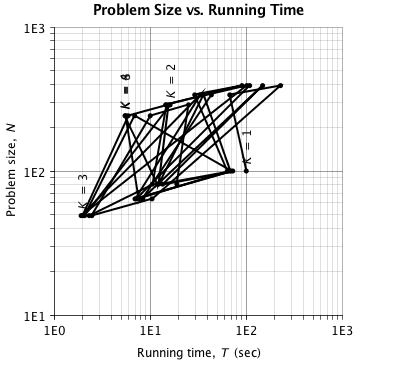 Problem Size vs. Running Time
1E3
1E2
1E1
Problem size, N
K = 2
K = 1
K = 3
1E0
1E1
1E2
1E3
Running time, T (sec)